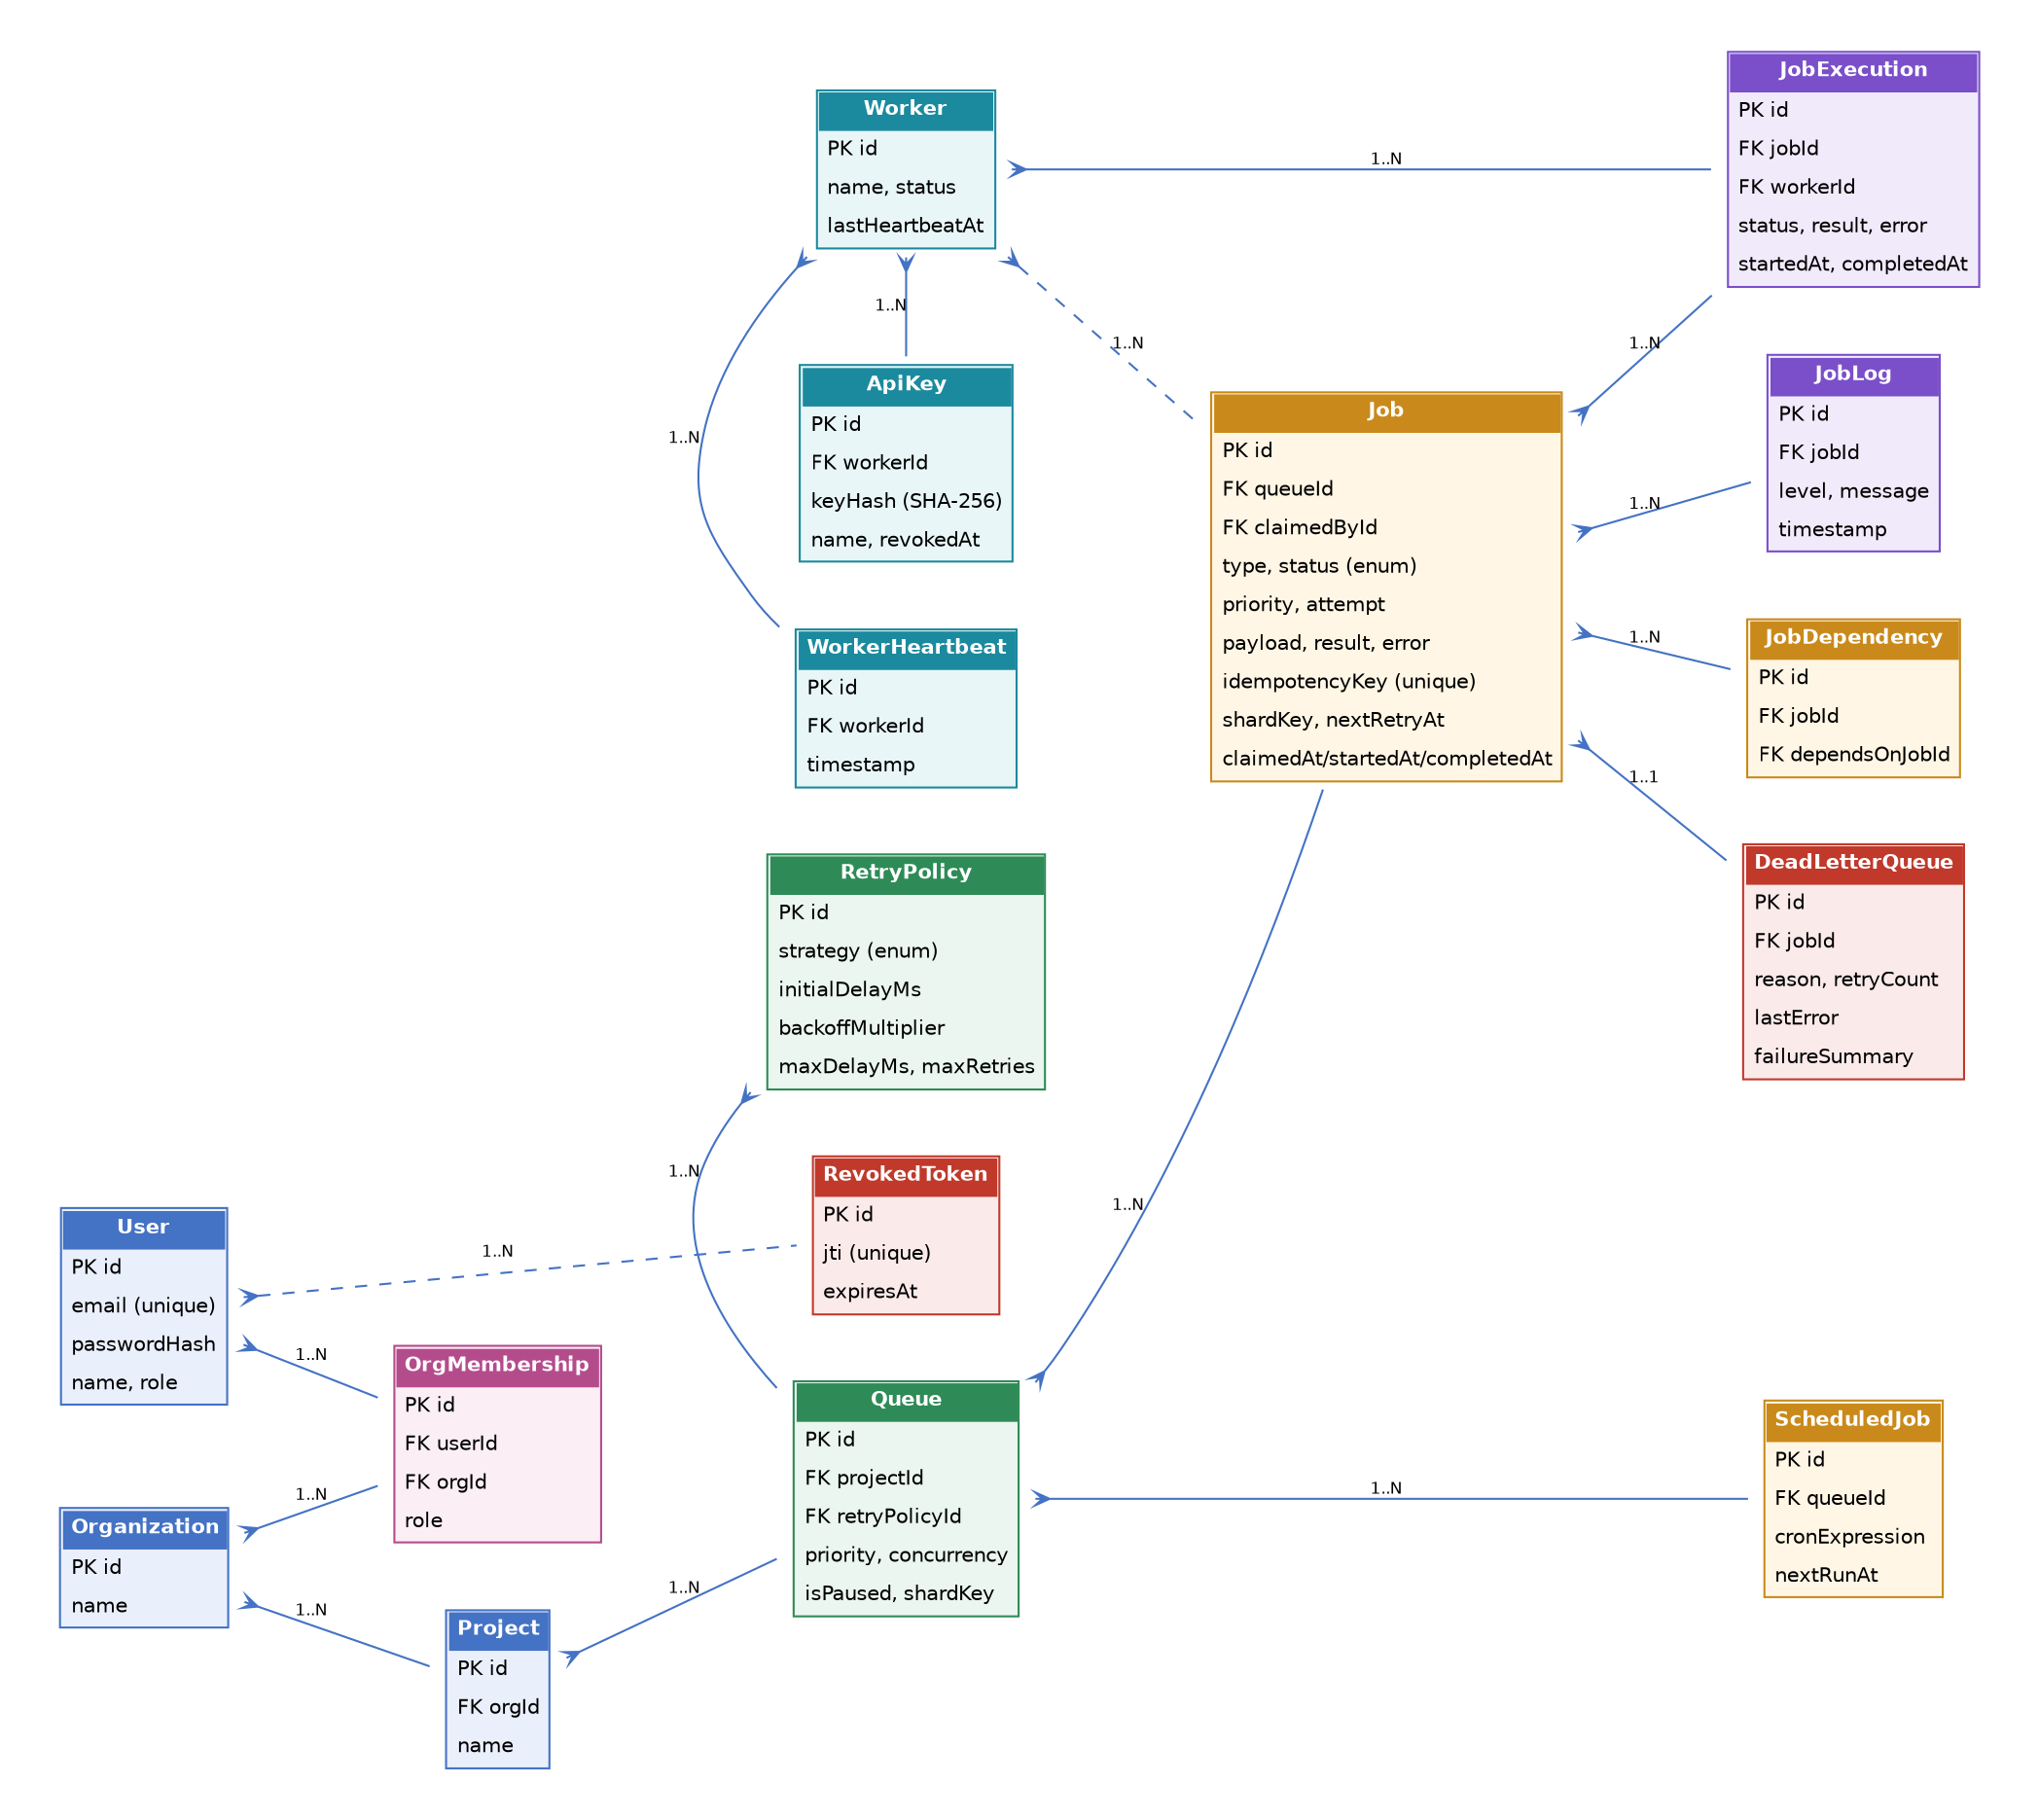 JobExecution
PK id
FK jobId
FK workerId
status, result, error
startedAt, completedAt
Worker
PK id
name, status
lastHeartbeatAt
1..N
1..N
1..N
1..N
1..N
ApiKey
PK id
FK workerId
keyHash (SHA-256)
name, revokedAt
Job
PK id
FK queueId
FK claimedById
type, status (enum)
priority, attempt
payload, result, error
idempotencyKey (unique)
shardKey, nextRetryAt
claimedAt/startedAt/completedAt
JobLog
PK id
FK jobId
level, message
timestamp
1..N
1..N
1..1
WorkerHeartbeat
PK id
FK workerId
timestamp
JobDependency
PK id
FK jobId
FK dependsOnJobId
DeadLetterQueue
PK id
FK jobId
reason, retryCount
lastError
failureSummary
RetryPolicy
PK id
strategy (enum)
initialDelayMs
backoffMultiplier
maxDelayMs, maxRetries
1..N
1..N
RevokedToken
PK id
jti (unique)
expiresAt
User
PK id
email (unique)
passwordHash
name, role
1..N
1..N
OrgMembership
PK id
FK userId
FK orgId
role
1..N
Organization
PK id
name
1..N
Project
PK id
FK orgId
name
1..N
Queue
PK id
FK projectId
FK retryPolicyId
priority, concurrency
isPaused, shardKey
1..N
ScheduledJob
PK id
FK queueId
cronExpression
nextRunAt